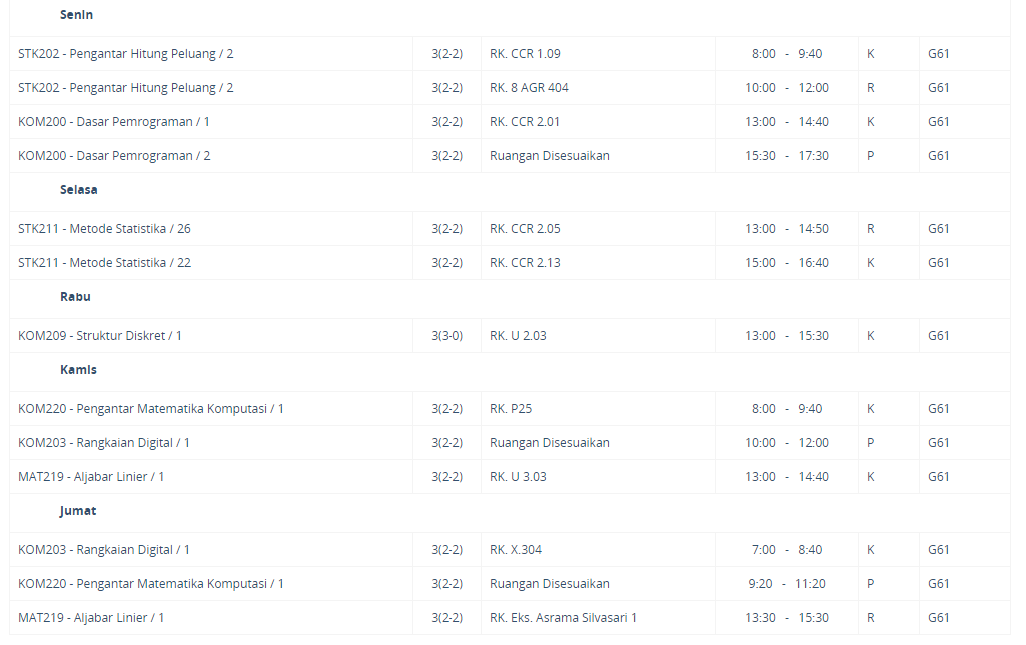 Senin
STK202 - Pengantar Hitung Peluang / 2 3(2-2) RK. CCR 1.09 8:00 - 9:40 K G61
STK202 - Pengantar Hitung Peluang / 2 3(2-2) RK. 8 AGR 404 10:00 - 12:00 R G61
KOM200 - Dasar Pemrograman / 1 3(2-2) RK. CCR 2.01 13:00 - 14:40 K G61
KOM200 - Dasar Pemrograman / 2 3(2-2) Ruangan Disesuaikan 15:30 - 17:30 P G61
Selasa
STK211 - Metode Statistika / 26 3(2-2) RK. CCR 2.05 13:00 - 14:50 R G61
STK211 - Metode Statistika / 22 3(2-2) RK. CCR 2.13 15:00 - 16:40 K G61
Rabu
KOM209 - Struktur Diskret / 1 3(3-0) RK. U 2.03 13:00 - 15:30 K G61
Kamis
KOM220 - Pengantar Matematika Komputasi / 1 3(2-2) RK. P25 8:00 - 9:40 K G61
KOM203 - Rangkaian Digital / 1 3(2-2) Ruangan Disesuaikan 10:00 - 12:00 P G61
MAT219 - Aljabar Linier / 1 3(2-2) RK. U 3.03 13:00 - 14:40 K G61
Jumat
KOM203 - Rangkaian Digital / 1 3(2-2) RK. X.304 7:00 - 8:40 K G61
KOM220 - Pengantar Matematika Komputasi / 1 3(2-2) Ruangan Disesuaikan 9:20 - 11:20 P G61
MAT219 - Aljabar Linier / 1 3(2-2) RK. Eks. Asrama Silvasari 1 13:30 - 15:30 R G61